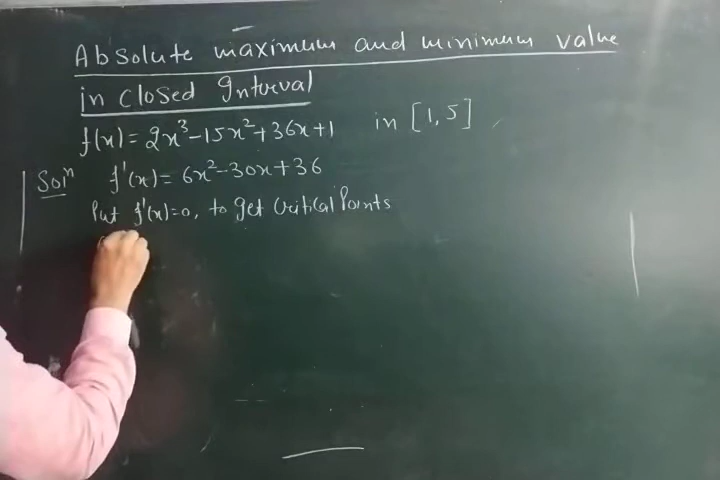 Absolute maximum and minimum value
in closed Interval
f(x) = 2x³-15x²+36x+1 in [1,5]
Solⁿ f'(x) = 6x²-30x+36
Put f'(x)=0, to get Critical Points